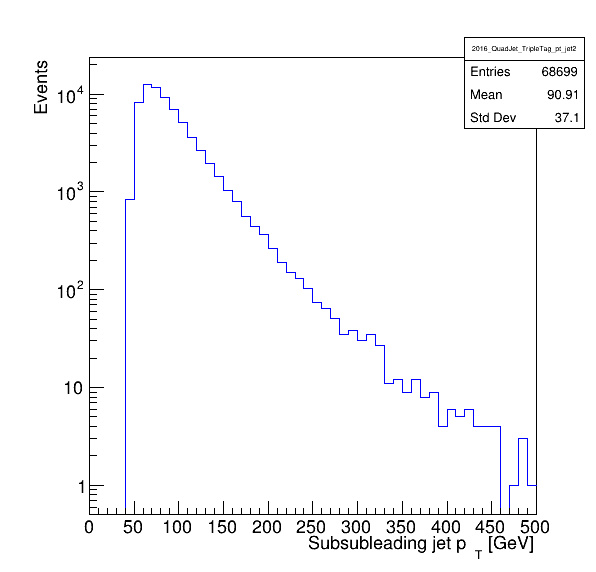 2016_QuadJet_TripleTag_pt_jet2
Entries 68699
Mean 90.91
Std Dev 37.1
Events
10^4
10^3
10^2
10
1
0 50 100 150 200 250 300 350 400 450 500
Subsubleading jet p_T [GeV]